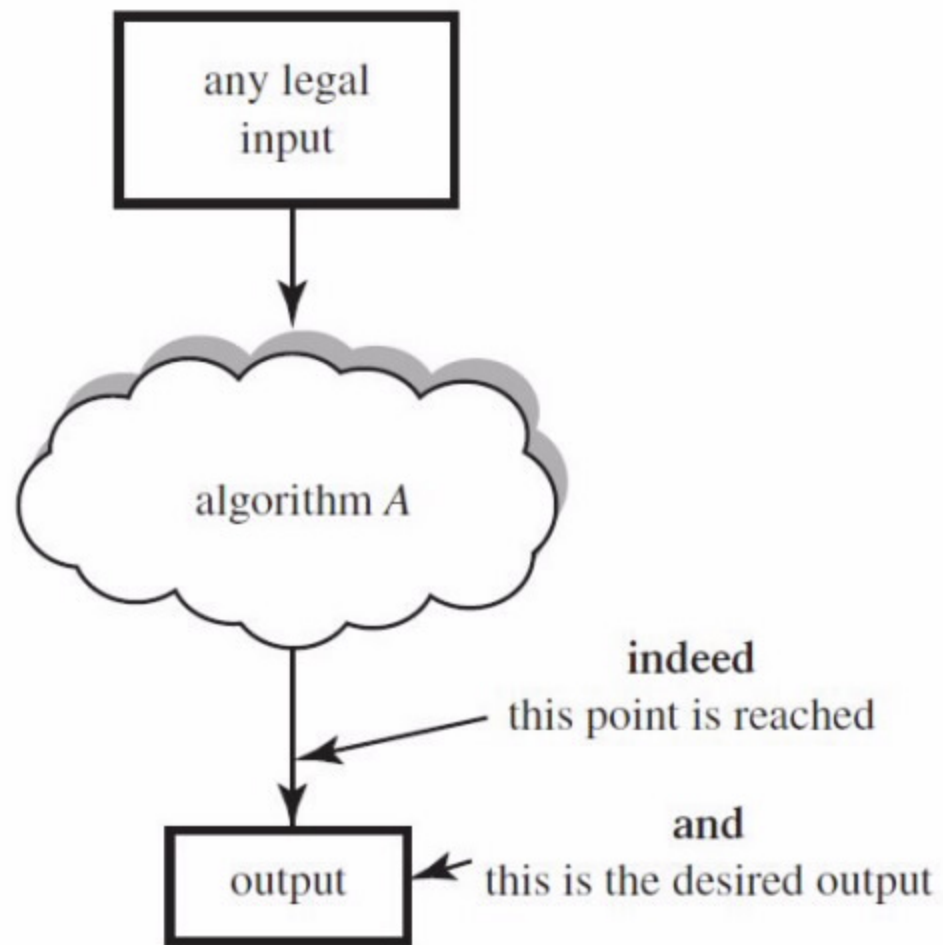 any legal
input
algorithm A
indeed
this point is reached
and
this is the desired output
output